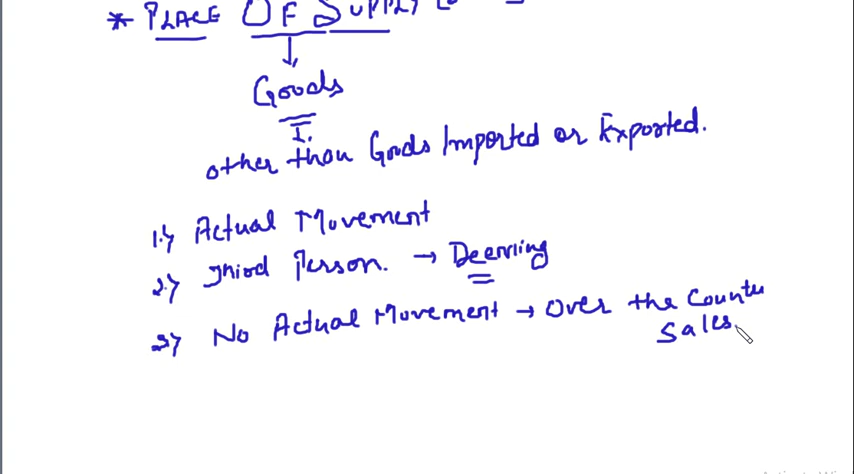 * PLACE OF SUPPLY
Goods
I.
other than Goods Imported or Exported.
1.) Actual Movement
2.) Third Person. → Deeming
3.) No Actual Movement → Over the Counter
Sales